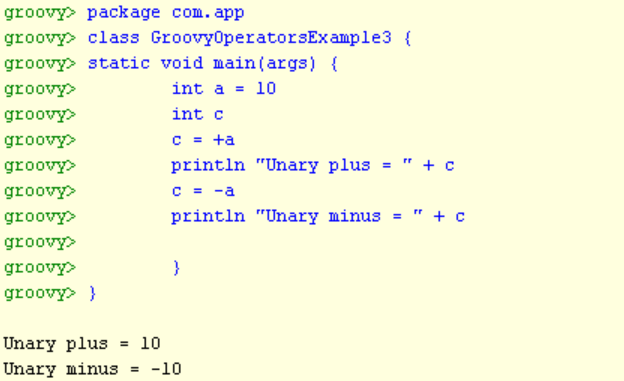 groovy> package com.app
groovy> class GroovyOperatorsExample3 {
groovy> static void main(args) {
groovy>         int a = 10
groovy>         int c
groovy>         c = +a
groovy>         println "Unary plus = " + c
groovy>         c = -a
groovy>         println "Unary minus = " + c
groovy>
groovy>         }
groovy> }

Unary plus = 10
Unary minus = -10